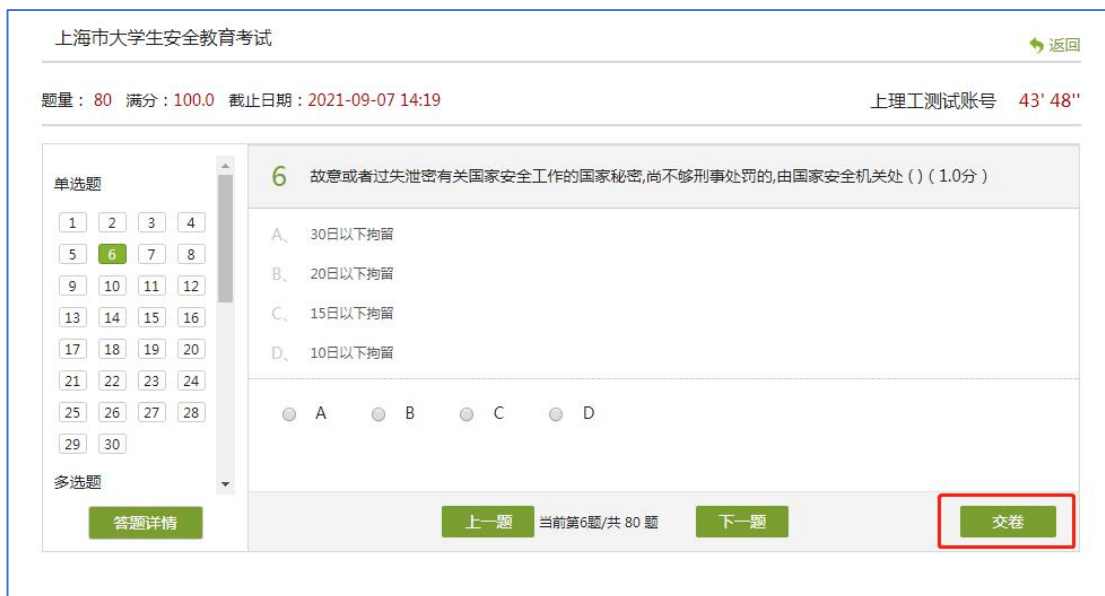 上海市大学生安全教育考试
返回
题量： 80 满分：100.0 截止日期：2021-09-07 14:19
上理工测试账号 43' 48''
单选题
1 2 3 4
5 6 7 8
9 10 11 12
13 14 15 16
17 18 19 20
21 22 23 24
25 26 27 28
29 30
多选题
答题详情
6 故意或者过失泄密有关国家安全工作的国家秘密,尚不够刑事处罚的,由国家安全机关处 ( ) ( 1.0分 )
A、 30日以下拘留
B、 20日以下拘留
C、 15日以下拘留
D、 10日以下拘留
A B C D
上一题 当前第6题/共 80 题 下一题 交卷